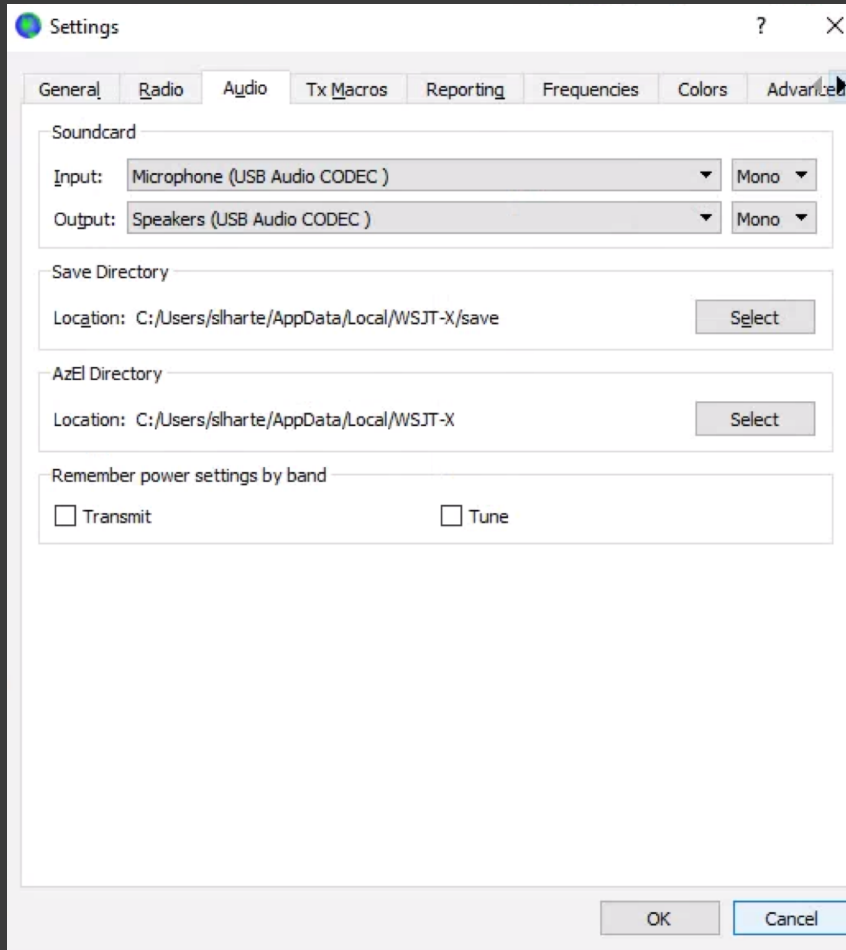 Settings
General Radio Audio Tx Macros Reporting Frequencies Colors Advanced
Soundcard
Input: Microphone (USB Audio CODEC ) Mono
Output: Speakers (USB Audio CODEC ) Mono
Save Directory
Location: C:/Users/slharte/AppData/Local/WSJT-X/save Select
AzEl Directory
Location: C:/Users/slharte/AppData/Local/WSJT-X Select
Remember power settings by band
Transmit Tune
OK Cancel